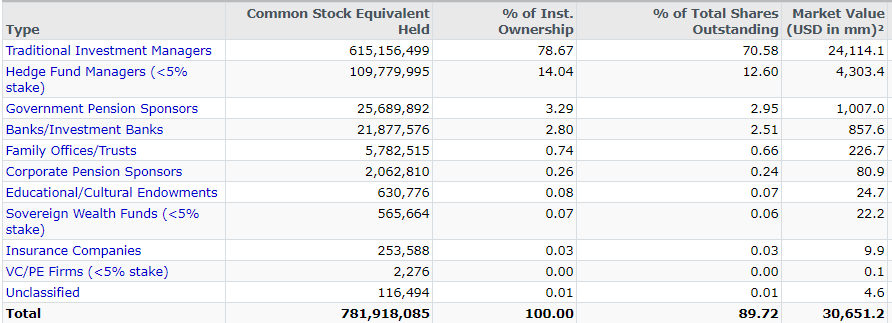 Type Common Stock Equivalent Held % of Inst. Ownership % of Total Shares Outstanding Market Value (USD in mm)²
Traditional Investment Managers 615,156,499 78.67 70.58 24,114.1
Hedge Fund Managers (<5% stake) 109,779,995 14.04 12.60 4,303.4
Government Pension Sponsors 25,689,892 3.29 2.95 1,007.0
Banks/Investment Banks 21,877,576 2.80 2.51 857.6
Family Offices/Trusts 5,782,515 0.74 0.66 226.7
Corporate Pension Sponsors 2,062,810 0.26 0.24 80.9
Educational/Cultural Endowments 630,776 0.08 0.07 24.7
Sovereign Wealth Funds (<5% stake) 565,664 0.07 0.06 22.2
Insurance Companies 253,588 0.03 0.03 9.9
VC/PE Firms (<5% stake) 2,276 0.00 0.00 0.1
Unclassified 116,494 0.01 0.01 4.6
Total 781,918,085 100.00 89.72 30,651.2